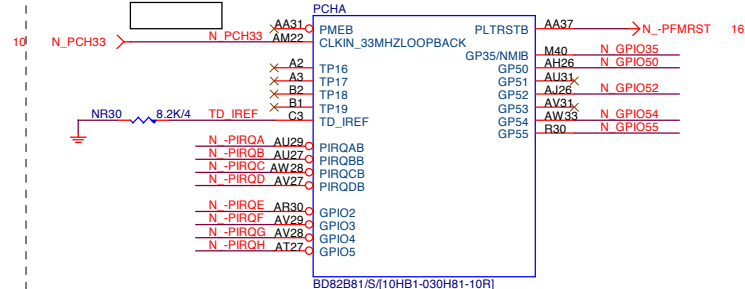 PCHA
AA31 PMEB PLTRSTB AA37 N_-PFMRST 16
10 N_PCH33 N_PCH33 AM22 CLKIN_33MHZLOOPBACK
GP35/NMIB M40 N_GPIO35
A2 TP16 GP50 AH26 N_GPIO50
A3 TP17 GP51 AU31
B2 TP18 GP52 AJ26 N_GPIO52
B1 TP19 GP53 AV31
NR30 8.2K/4 TD_IREF C3 TD_IREF GP54 AW33 N_GPIO54
GP55 R30 N_GPIO55
N_-PIRQA AU29 PIRQAB
N_-PIRQB AU27 PIRQBB
N_-PIRQC AW28 PIRQCB
N_-PIRQD AV27 PIRQDB
N_-PIRQE AR30 GPIO2
N_-PIRQF AV29 GPIO3
N_-PIRQG AV28 GPIO4
N_-PIRQH AT27 GPIO5
BD82B81/S/[10HB1-030H81-10R]